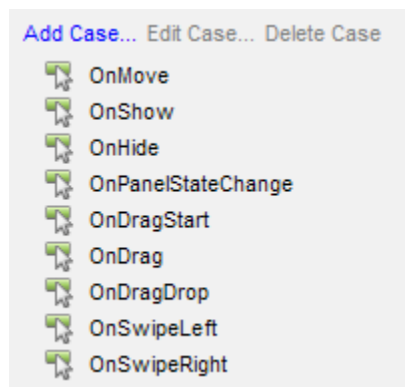 Add Case... Edit Case... Delete Case
OnMove
OnShow
OnHide
OnPanelStateChange
OnDragStart
OnDrag
OnDragDrop
OnSwipeLeft
OnSwipeRight